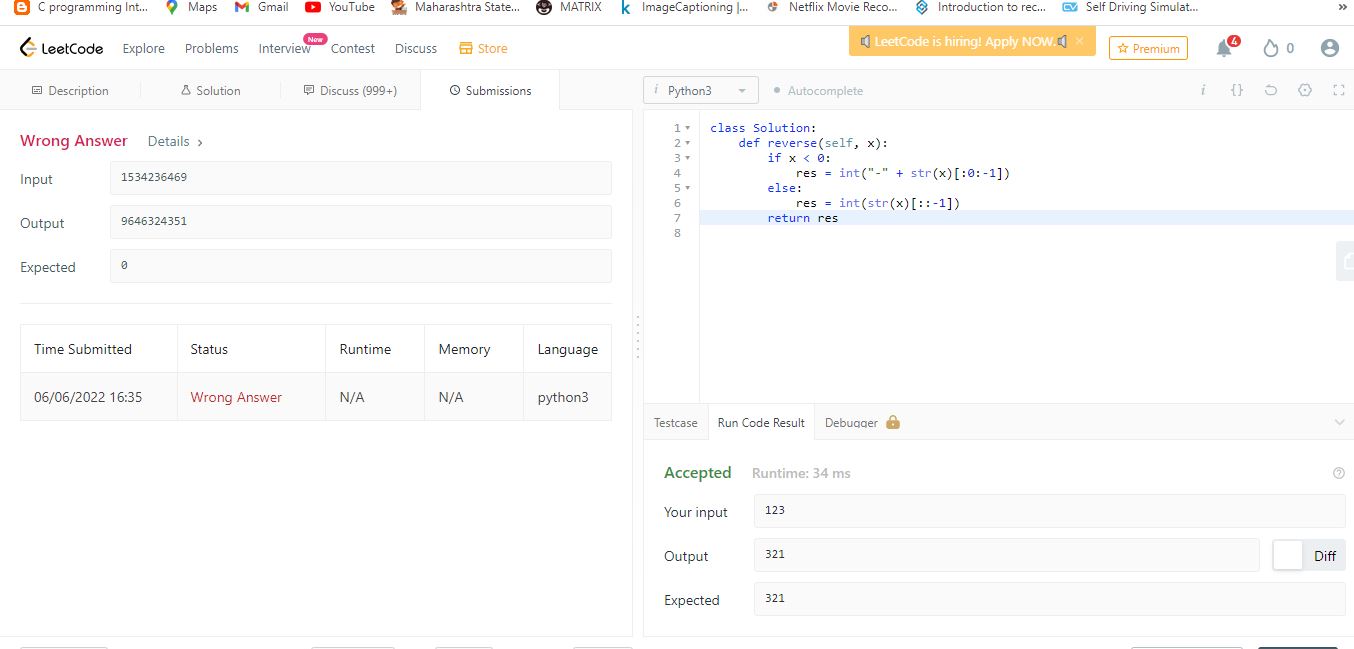 C programming Int... Maps Gmail YouTube Maharashtra State... MATRIX ImageCaptioning |... Netflix Movie Reco... Introduction to rec... Self Driving Simulat... »
LeetCode Explore Problems Interview New Contest Discuss Store LeetCode is hiring! Apply NOW. × Premium 4 0
Description Solution Discuss (999+) Submissions
Python3 Autocomplete
Wrong Answer Details >
Input 1534236469
Output 9646324351
Expected 0
Time Submitted Status Runtime Memory Language
06/06/2022 16:35 Wrong Answer N/A N/A python3
1 class Solution:
2 def reverse(self, x):
3 if x < 0:
4 res = int("-" + str(x)[:0:-1])
5 else:
6 res = int(str(x)[::-1])
7 return res
8
Testcase Run Code Result Debugger
Accepted Runtime: 34 ms
Your input 123
Output 321 Diff
Expected 321